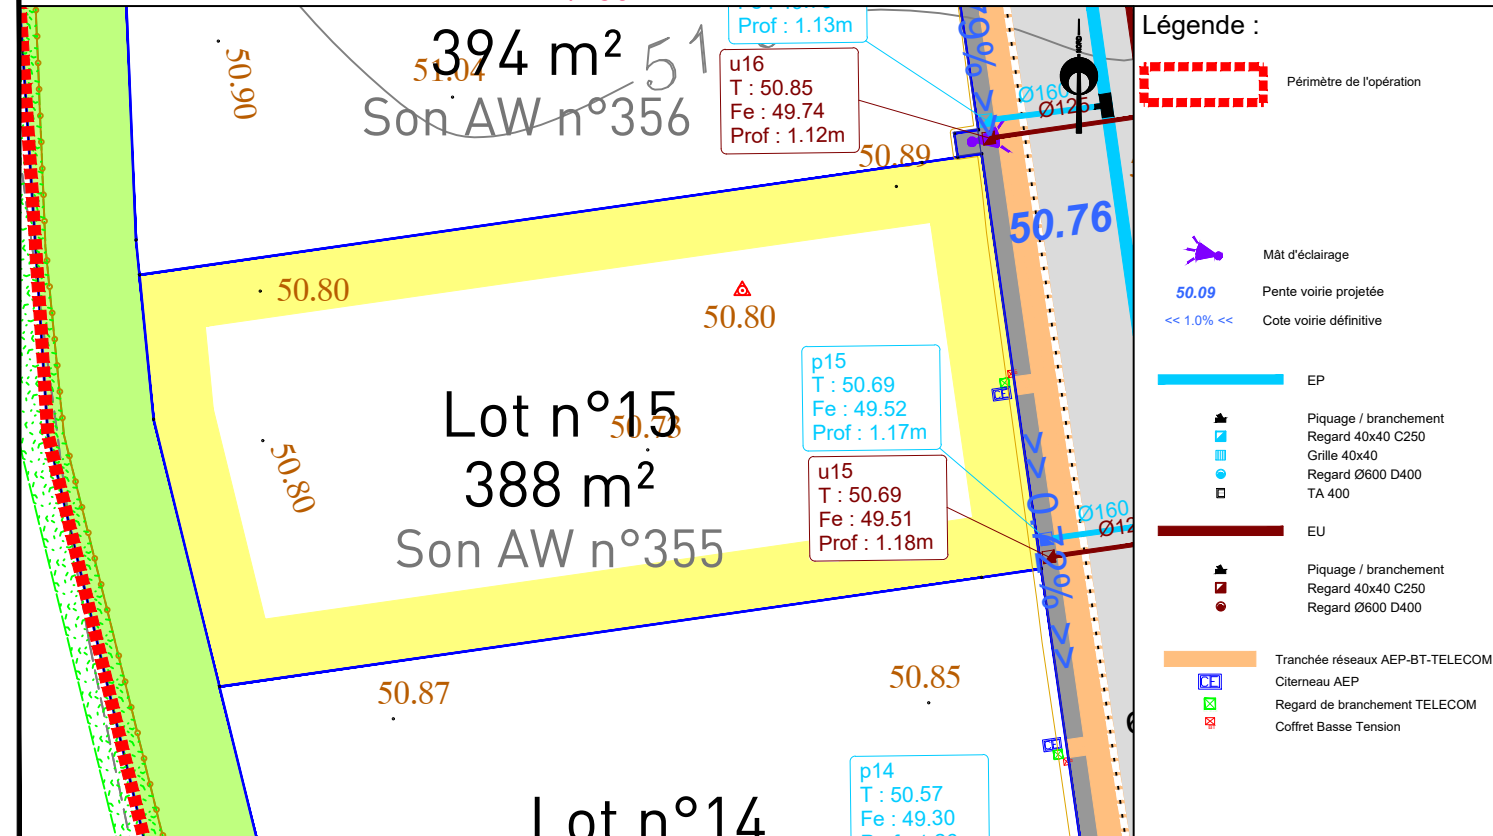 Prof : 1.13m
394 m²
51
51.04
50.90
Son AW n°356
u16
T : 50.85
Fe : 49.74
Prof : 1.12m
Ø160
Ø125
50.89
50.76
50.80
50.80
Lot n°15
50.73
388 m²
50.80
Son AW n°355
p15
T : 50.69
Fe : 49.52
Prof : 1.17m
u15
T : 50.69
Fe : 49.51
Prof : 1.18m
Ø160
CE
50.87
50.85
Lot n°14
CE
p14
T : 50.57
Fe : 49.30
Légende :
Périmètre de l'opération
Mât d'éclairage
50.09
Pente voirie projetée
<< 1.0% <<
Cote voirie définitive
EP
Piquage / branchement
Regard 40x40 C250
Grille 40x40
Regard Ø600 D400
TA 400
EU
Piquage / branchement
Regard 40x40 C250
Regard Ø600 D400
Tranchée réseaux AEP-BT-TELECOM
CE
Citerneau AEP
Regard de branchement TELECOM
Coffret Basse Tension